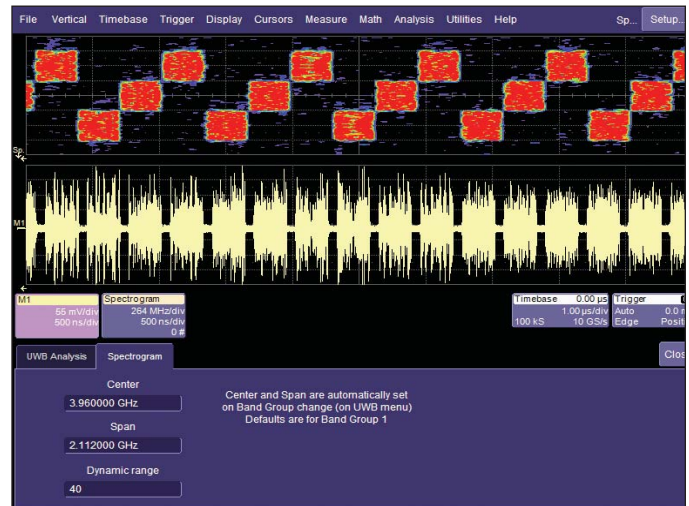 File Vertical Timebase Trigger Display Cursors Measure Math Analysis Utilities Help Sp... Setup...
Sp.
M1
M1 Spectrogram Timebase 0.00 µs Trigger
55 mV/div 264 MHz/div 1.00 µs/div Auto 0.0
500 ns/div 500 ns/div 100 kS 10 GS/s Edge Positi
0 #
UWB Analysis Spectrogram Clos
Center
3.960000 GHz
Center and Span are automatically set
on Band Group change (on UWB menu)
Defaults are for Band Group 1
Span
2.112000 GHz
Dynamic range
40